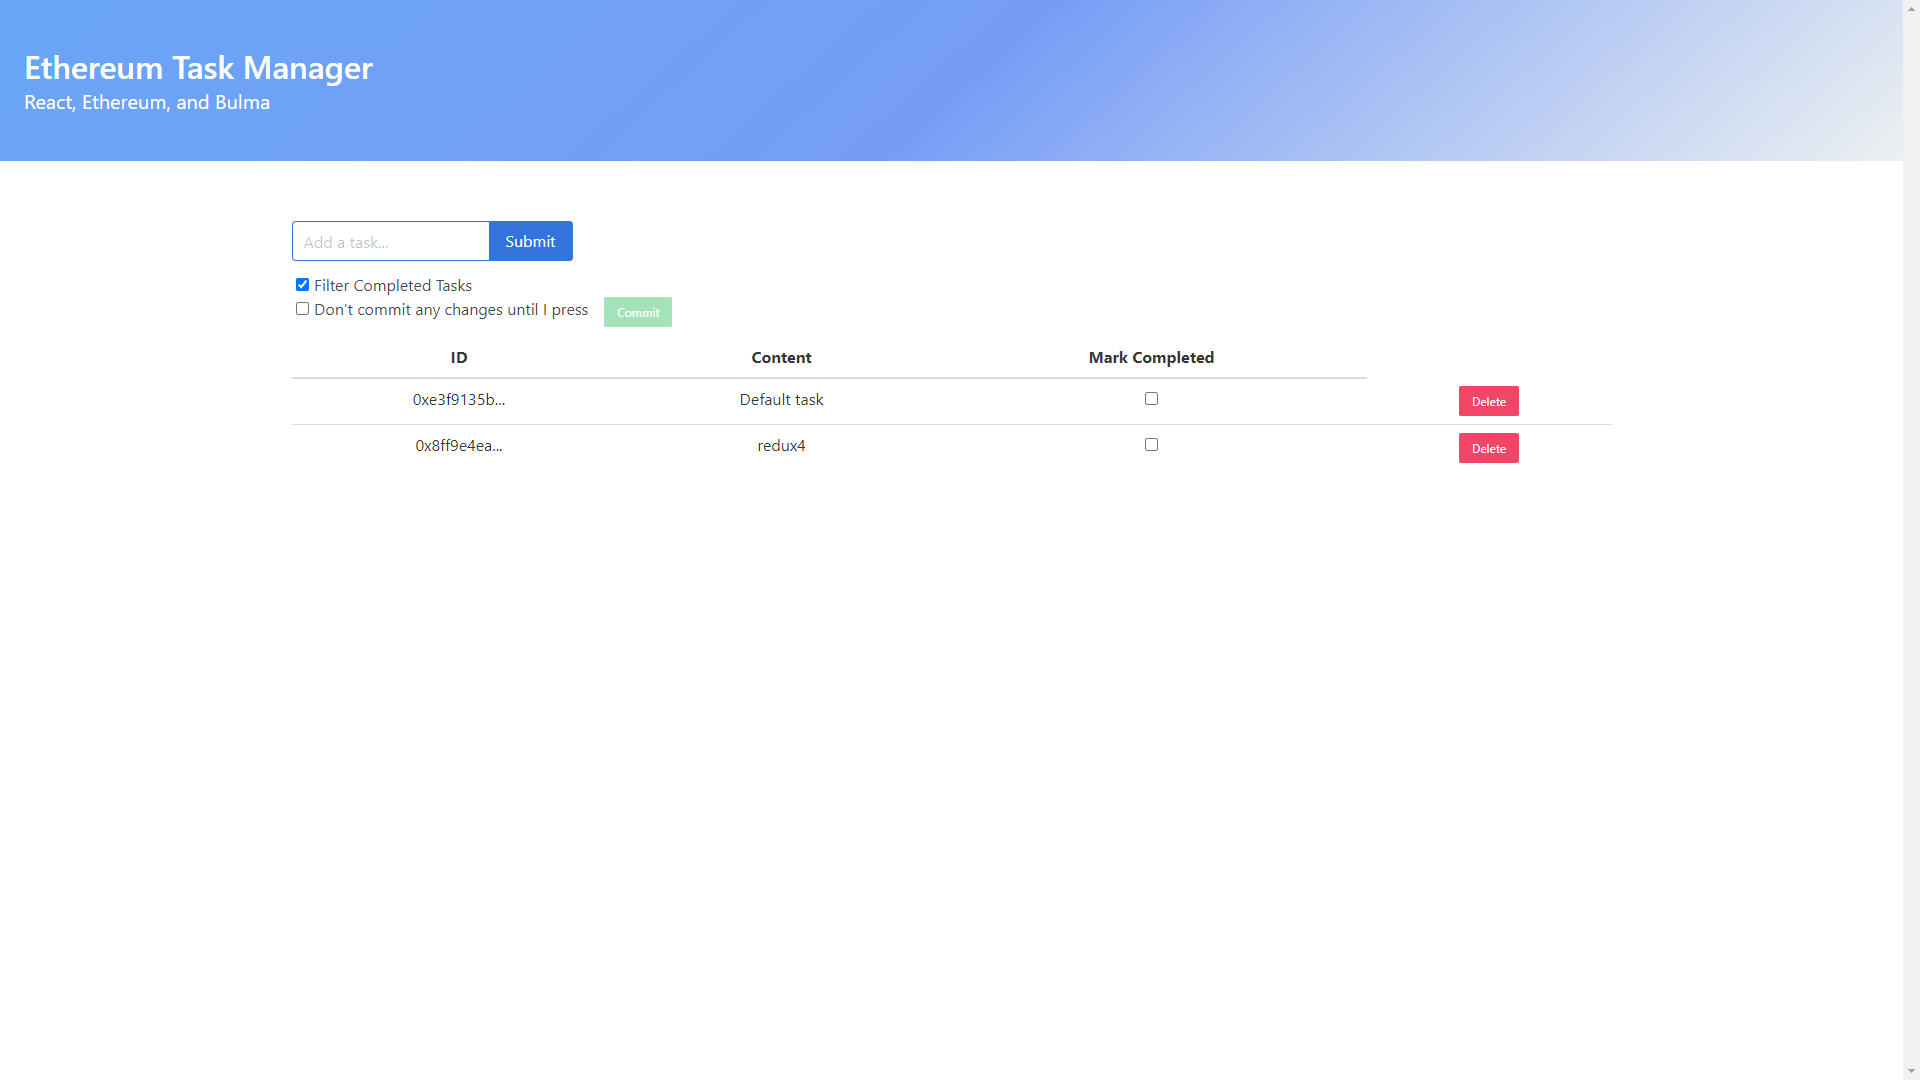 Ethereum Task Manager
React, Ethereum, and Bulma
Add a task...
Submit
Filter Completed Tasks
Don't commit any changes until I press
Commit
ID Content Mark Completed
0xe3f9135b... Default task Delete
0x8ff9e4ea... redux4 Delete